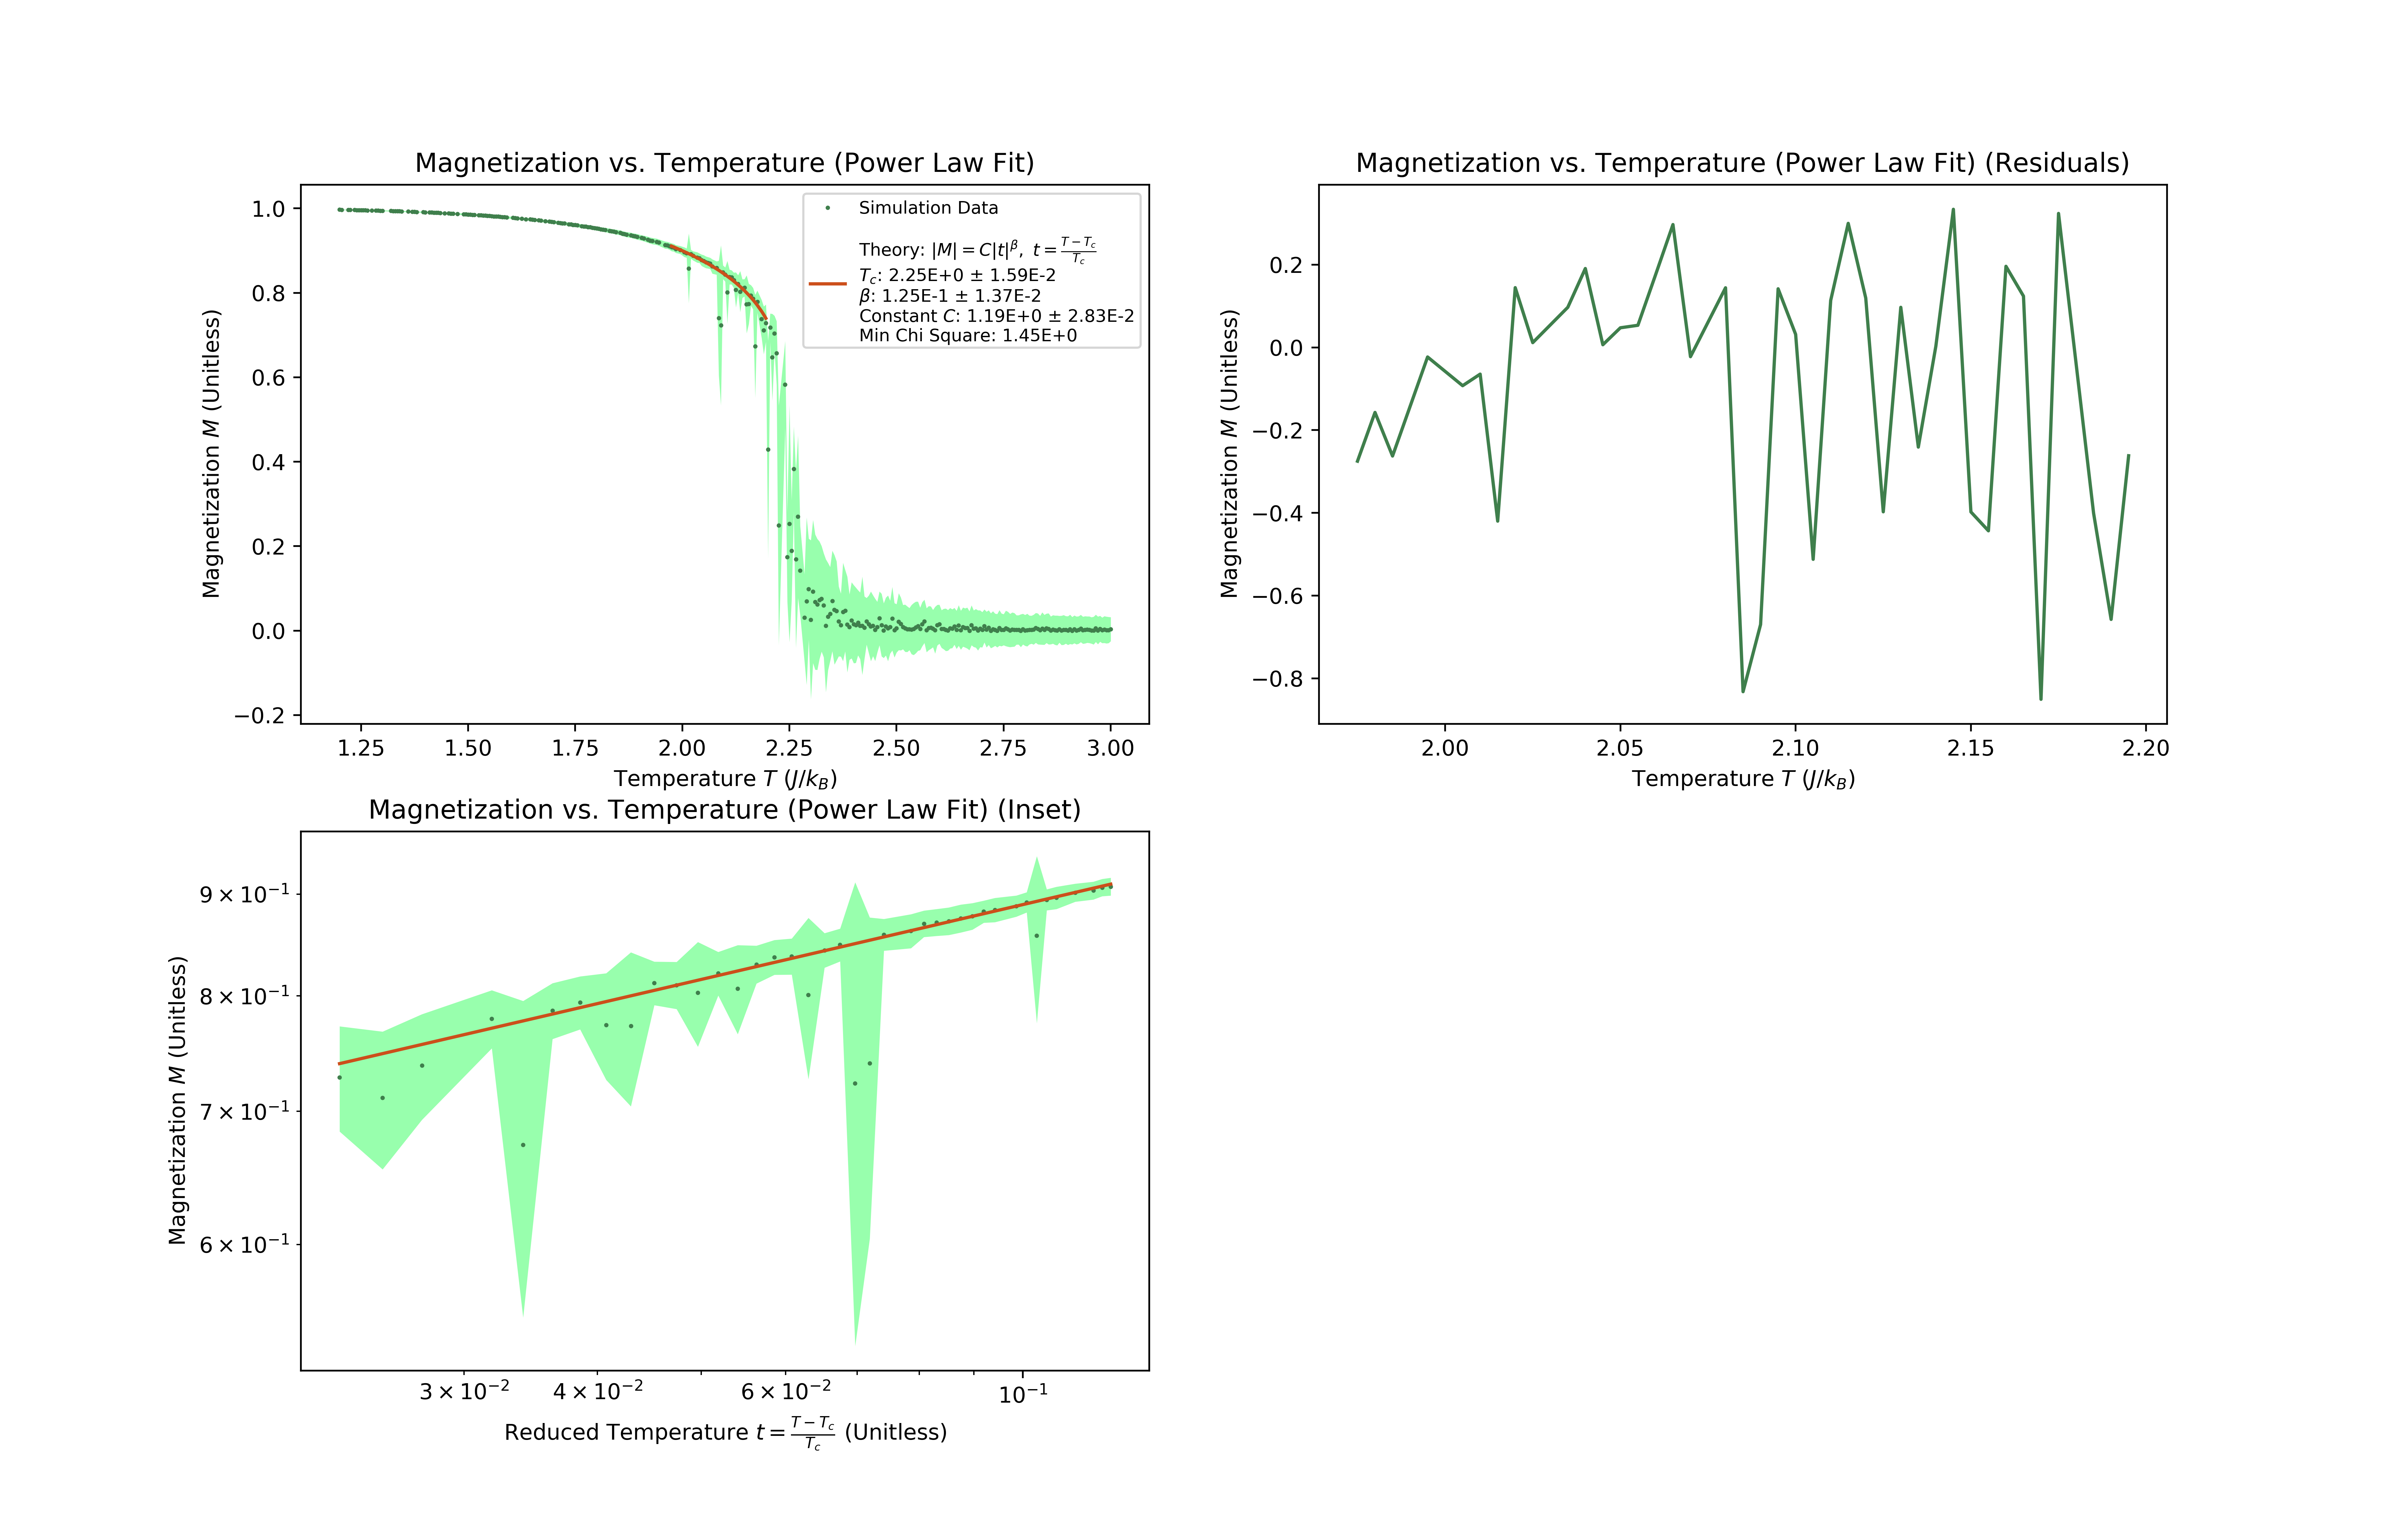 Magnetization vs. Temperature (Power Law Fit)
Magnetization M (Unitless)
1.0
0.8
0.6
0.4
0.2
0.0
−0.2
1.25 1.50 1.75 2.00 2.25 2.50 2.75 3.00
Temperature T (J/k_B)
Simulation Data
Theory: |M| = C|t|^β, t = \frac{T − T_c}{T_c}
T_c: 2.25E+0 ± 1.59E-2
β: 1.25E-1 ± 1.37E-2
Constant C: 1.19E+0 ± 2.83E-2
Min Chi Square: 1.45E+0
Magnetization vs. Temperature (Power Law Fit) (Residuals)
Magnetization M (Unitless)
0.2
0.0
−0.2
−0.4
−0.6
−0.8
2.00 2.05 2.10 2.15 2.20
Temperature T (J/k_B)
Magnetization vs. Temperature (Power Law Fit) (Inset)
Magnetization M (Unitless)
9 × 10^{−1}
8 × 10^{−1}
7 × 10^{−1}
6 × 10^{−1}
3 × 10^{−2} 4 × 10^{−2} 6 × 10^{−2} 10^{−1}
Reduced Temperature t = \frac{T − T_c}{T_c} (Unitless)